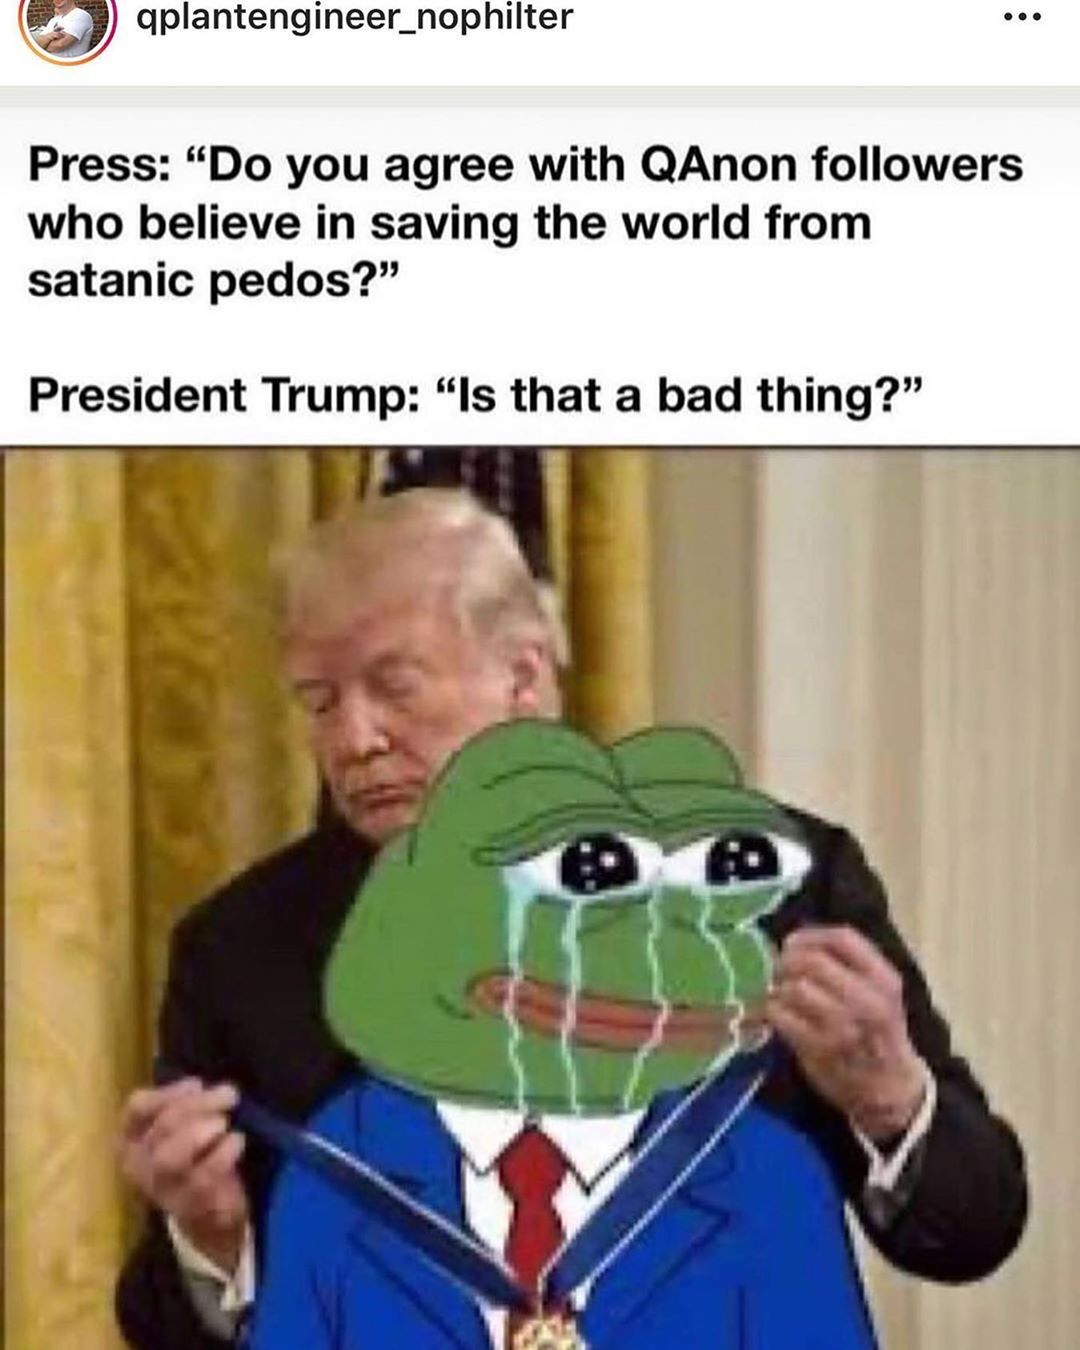 qplantengineer_nophilter
Press: “Do you agree with QAnon followers
who believe in saving the world from
satanic pedos?”
President Trump: “Is that a bad thing?”